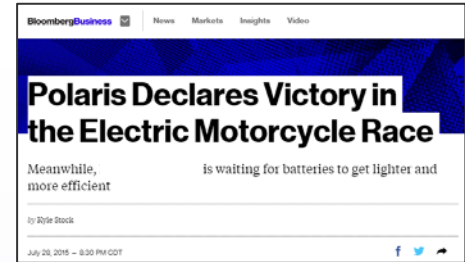 BloombergBusiness News Markets Insights Video
Polaris Declares Victory in
the Electric Motorcycle Race
Meanwhile, is waiting for batteries to get lighter and
more efficient
by Kyle Stock
July 28, 2015 — 8:30 PM CDT